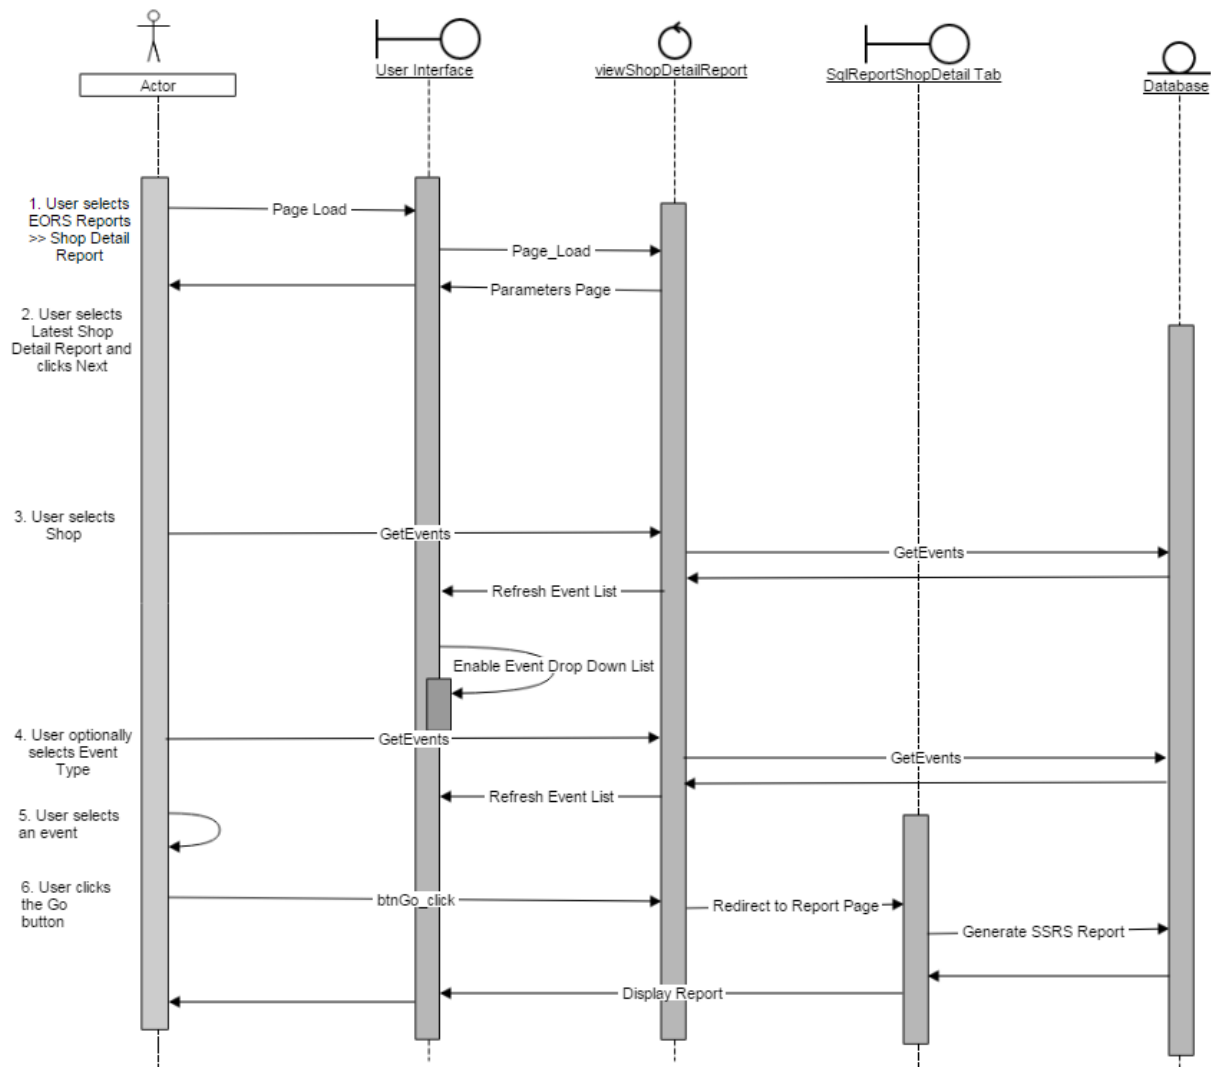 Actor
User Interface
viewShopDetailReport
SqlReportShopDetail Tab
Database
1. User selects
EORS Reports
>> Shop Detail
Report
Page Load
Page_Load
Parameters Page
2. User selects
Latest Shop
Detail Report and
clicks Next
3. User selects
Shop
GetEvents
GetEvents
Refresh Event List
Enable Event Drop Down List
4. User optionally
selects Event
Type
GetEvents
GetEvents
Refresh Event List
5. User selects
an event
6. User clicks
the Go
button
btnGo_click
Redirect to Report Page
Generate SSRS Report
Display Report